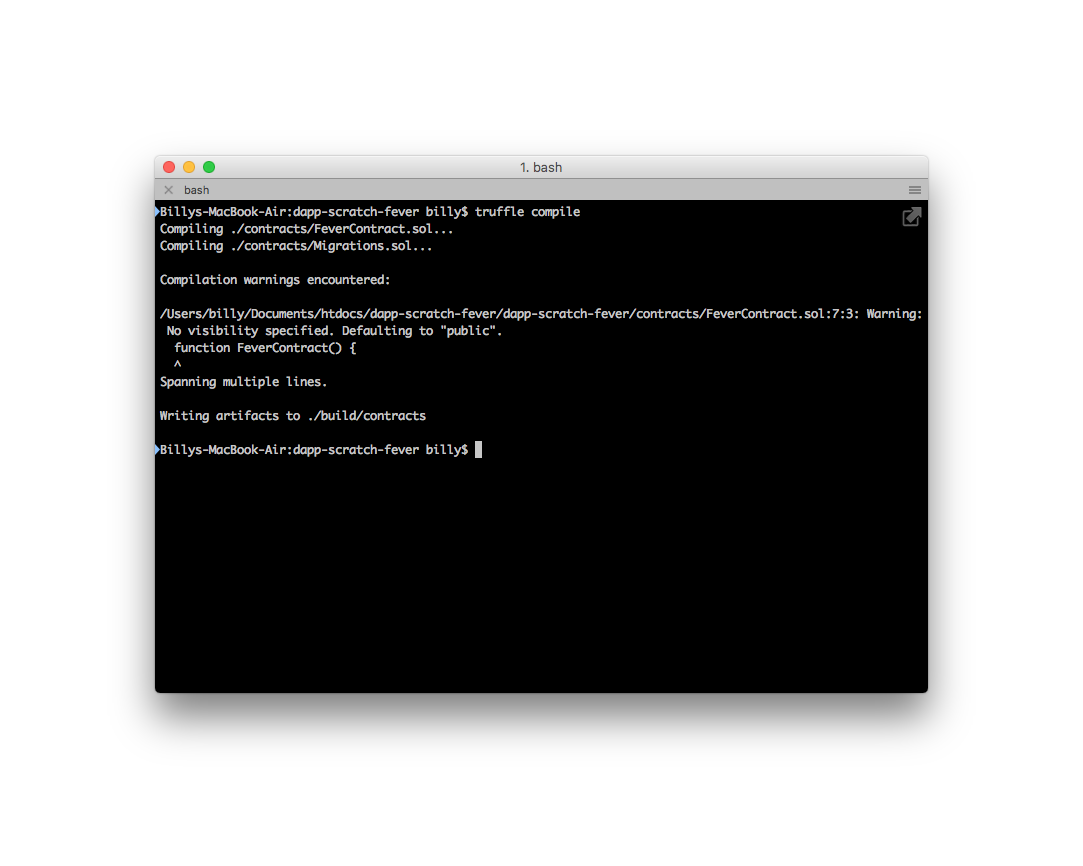 1. bash
bash
Billys-MacBook-Air:dapp-scratch-fever billy$ truffle compile
Compiling ./contracts/FeverContract.sol...
Compiling ./contracts/Migrations.sol...
Compilation warnings encountered:
/Users/billy/Documents/htdocs/dapp-scratch-fever/dapp-scratch-fever/contracts/FeverContract.sol:7:3: Warning:
No visibility specified. Defaulting to "public".
function FeverContract() {
^
Spanning multiple lines.
Writing artifacts to ./build/contracts
Billys-MacBook-Air:dapp-scratch-fever billy$